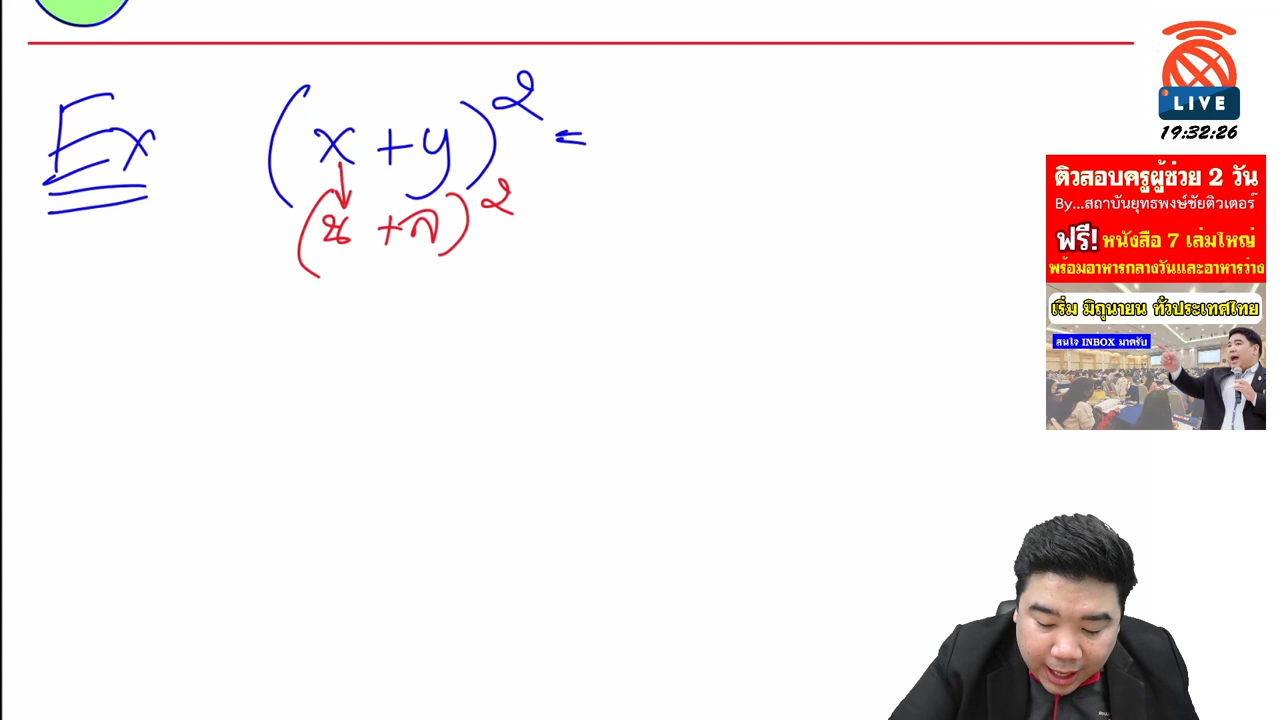 Ex (x + y)² =
(น + ล)²
LIVE
19:32:26
ติวสอบครูผู้ช่วย 2 วัน
By...สถาบันยุทธพงษ์ชัยติวเตอร์
ฟรี! หนังสือ 7 เล่มใหญ่
พร้อมอาหารกลางวันและอาหารว่าง
เริ่ม มิถุนายน ทั่วประเทศไทย
สนใจ INBOX มาครับ